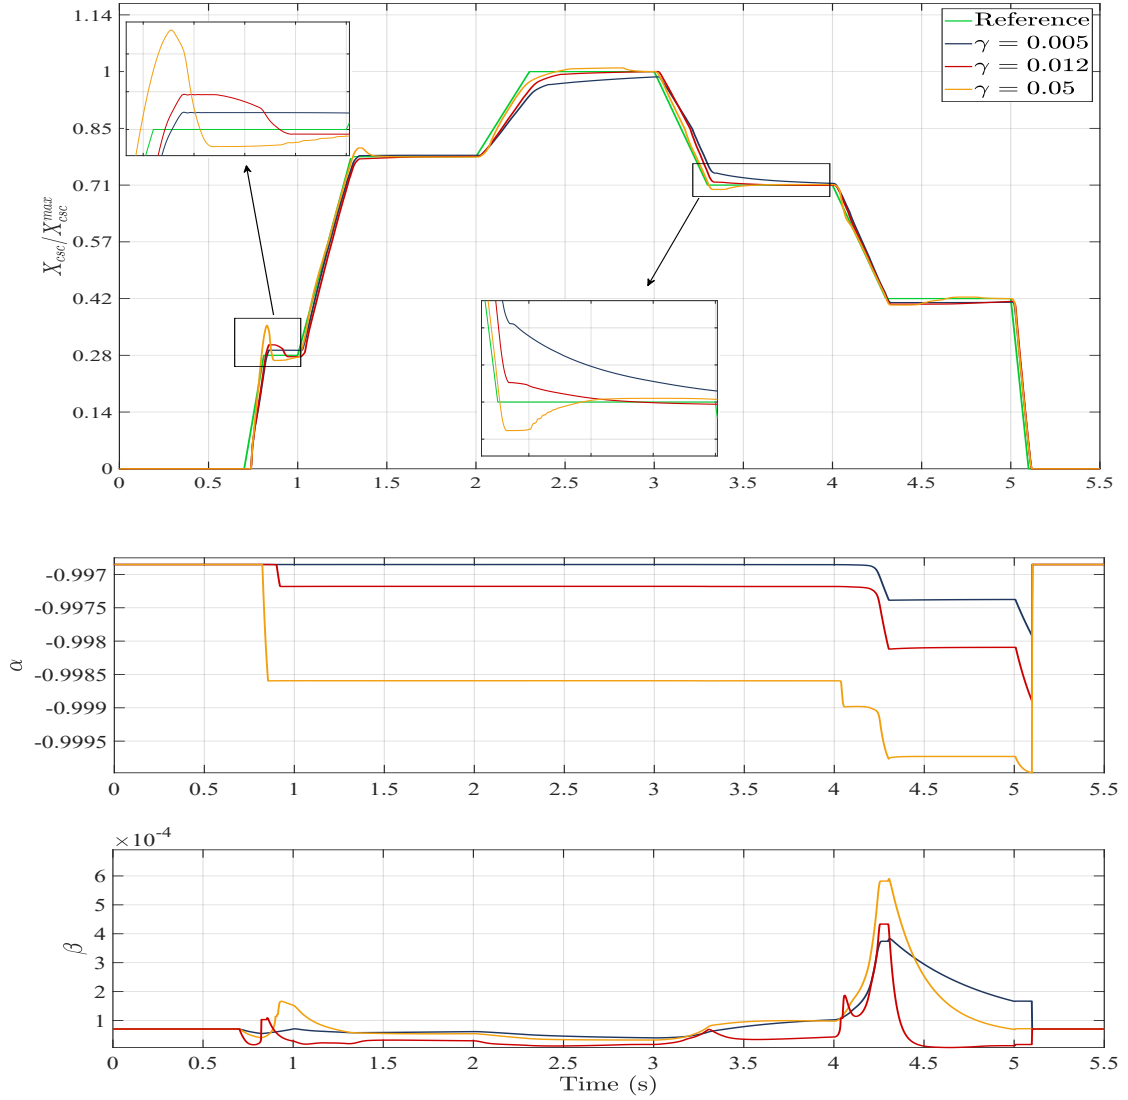 1.14
1
0.85
0.71
0.57
0.42
0.28
0.14
0
X_csc/X_csc^max
Reference
γ = 0.005
γ = 0.012
γ = 0.05
0 0.5 1 1.5 2 2.5 3 3.5 4 4.5 5 5.5
-0.997
-0.9975
-0.998
-0.9985
-0.999
-0.9995
α
0 0.5 1 1.5 2 2.5 3 3.5 4 4.5 5 5.5
×10^-4
6
5
4
3
2
1
β
0 0.5 1 1.5 2 2.5 3 3.5 4 4.5 5 5.5
Time (s)